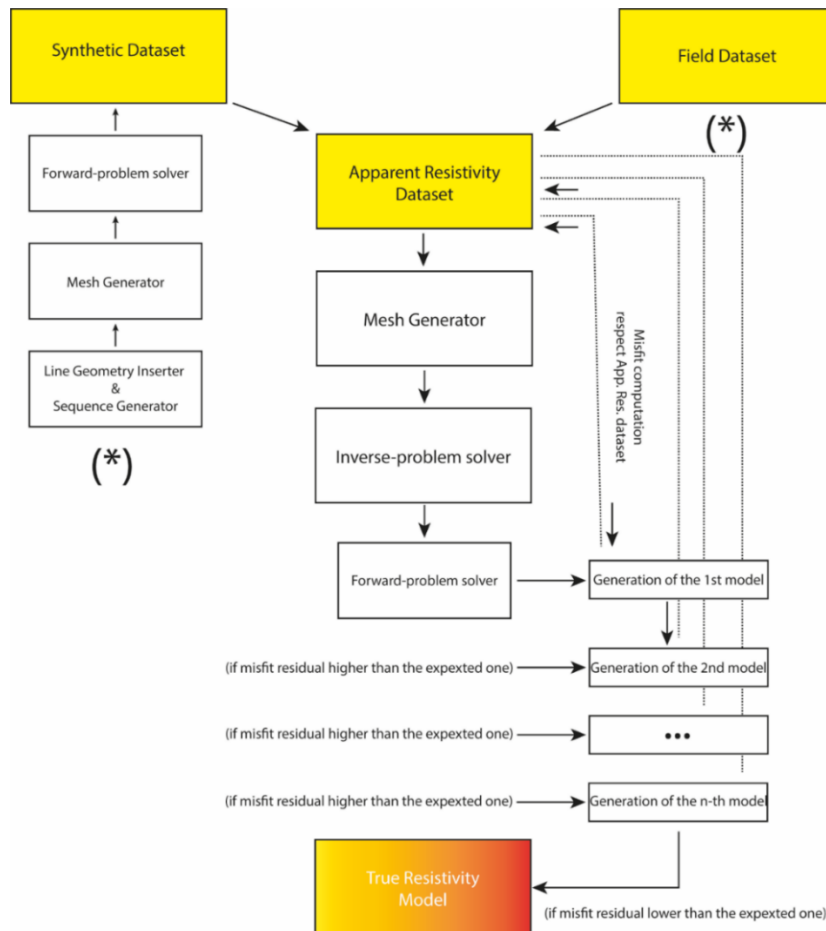 Synthetic Dataset
Field Dataset
(*)
Forward-problem solver
Apparent Resistivity
Dataset
Mesh Generator
Mesh Generator
Line Geometry Inserter
&
Sequence Generator
(*)
Misfit computation
respect App. Res. dataset
Inverse-problem solver
Forward-problem solver
Generation of the 1st model
(if misfit residual higher than the expexted one)
Generation of the 2nd model
(if misfit residual higher than the expexted one)
•••
(if misfit residual higher than the expexted one)
Generation of the n-th model
True Resistivity
Model
(if misfit residual lower than the expexted one)